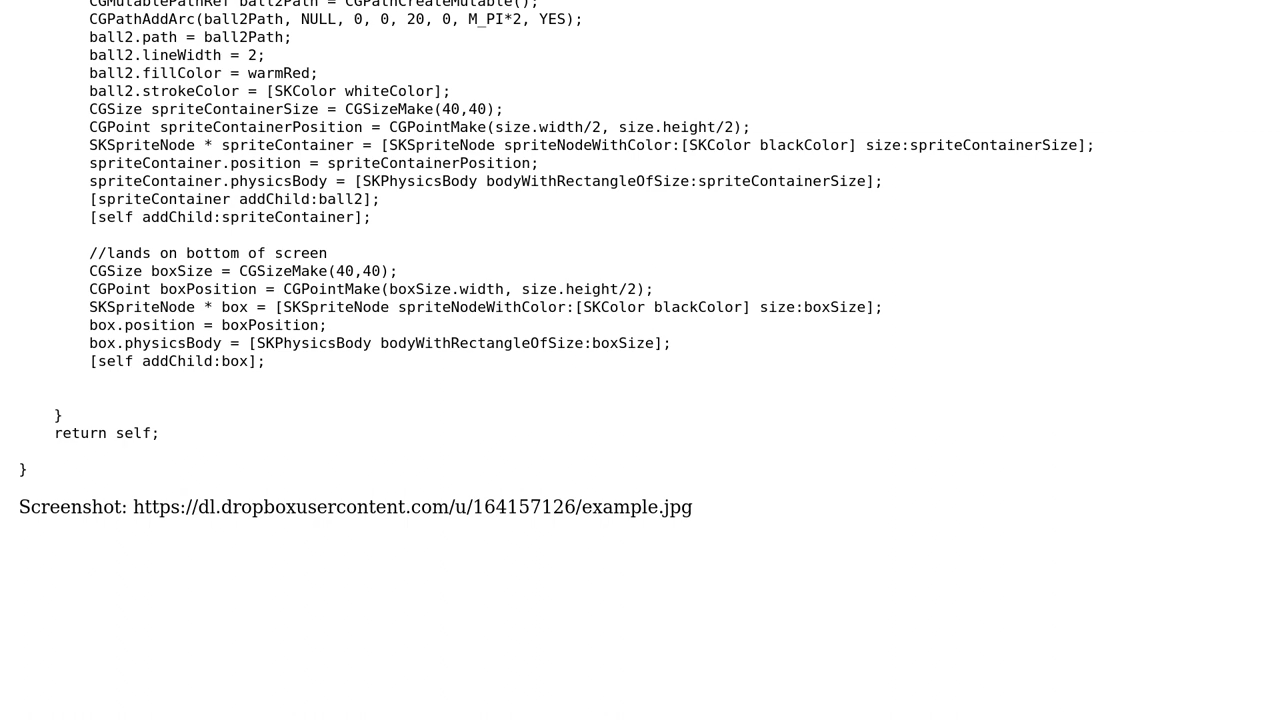 CGMutablePathRef ball2Path = CGPathCreateMutable();
CGPathAddArc(ball2Path, NULL, 0, 0, 20, 0, M_PI*2, YES);
ball2.path = ball2Path;
ball2.lineWidth = 2;
ball2.fillColor = warmRed;
ball2.strokeColor = [SKColor whiteColor];
CGSize spriteContainerSize = CGSizeMake(40,40);
CGPoint spriteContainerPosition = CGPointMake(size.width/2, size.height/2);
SKSpriteNode * spriteContainer = [SKSpriteNode spriteNodeWithColor:[SKColor blackColor] size:spriteContainerSize];
spriteContainer.position = spriteContainerPosition;
spriteContainer.physicsBody = [SKPhysicsBody bodyWithRectangleOfSize:spriteContainerSize];
[spriteContainer addChild:ball2];
[self addChild:spriteContainer];
//lands on bottom of screen
CGSize boxSize = CGSizeMake(40,40);
CGPoint boxPosition = CGPointMake(boxSize.width, size.height/2);
SKSpriteNode * box = [SKSpriteNode spriteNodeWithColor:[SKColor blackColor] size:boxSize];
box.position = boxPosition;
box.physicsBody = [SKPhysicsBody bodyWithRectangleOfSize:boxSize];
[self addChild:box];
}
return self;
}
Screenshot: https://dl.dropboxusercontent.com/u/164157126/example.jpg